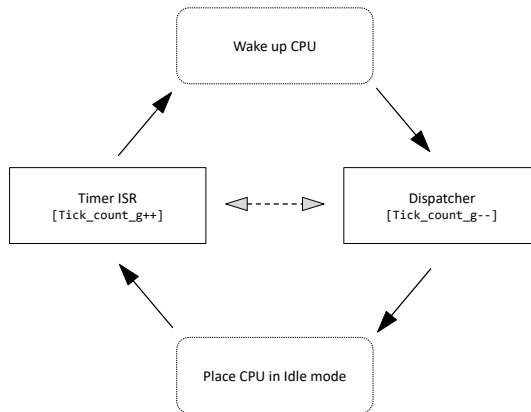 Wake up CPU
Timer ISR
[Tick_count_g++]
Dispatcher
[Tick_count_g--]
Place CPU in Idle mode